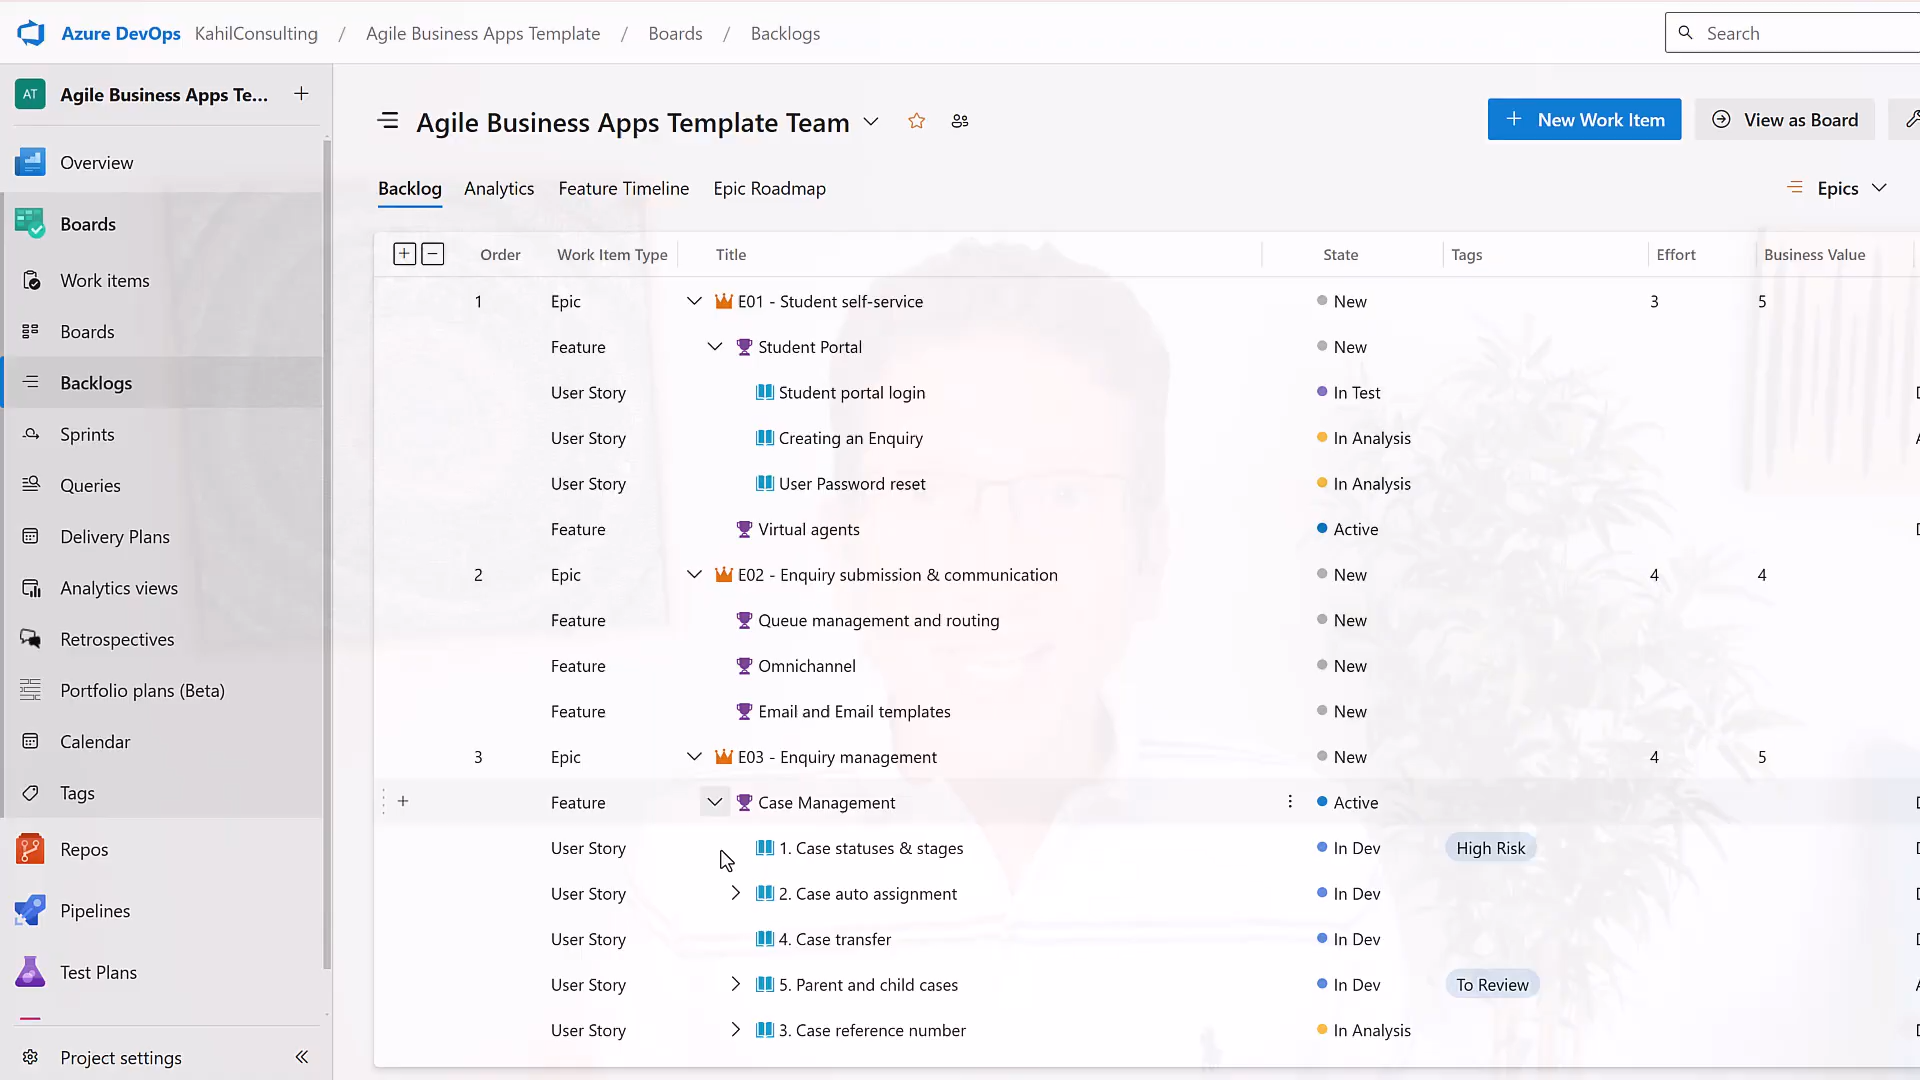 Azure DevOps KahilConsulting / Agile Business Apps Template / Boards / Backlogs
Search
AT Agile Business Apps Te... +
Overview
Boards
Work items
Boards
Backlogs
Sprints
Queries
Delivery Plans
Analytics views
Retrospectives
Portfolio plans (Beta)
Calendar
Tags
Repos
Pipelines
Test Plans
Project settings
Agile Business Apps Template Team
+ New Work Item
View as Board
Backlog Analytics Feature Timeline Epic Roadmap
Epics
Order Work Item Type Title State Tags Effort Business Value
1 Epic E01 - Student self-service New 3 5
Feature Student Portal New
User Story Student portal login In Test
User Story Creating an Enquiry In Analysis
User Story User Password reset In Analysis
Feature Virtual agents Active
2 Epic E02 - Enquiry submission & communication New 4 4
Feature Queue management and routing New
Feature Omnichannel New
Feature Email and Email templates New
3 Epic E03 - Enquiry management New 4 5
Feature Case Management Active
User Story 1. Case statuses & stages In Dev High Risk
User Story 2. Case auto assignment In Dev
User Story 4. Case transfer In Dev
User Story 5. Parent and child cases In Dev To Review
User Story 3. Case reference number In Analysis